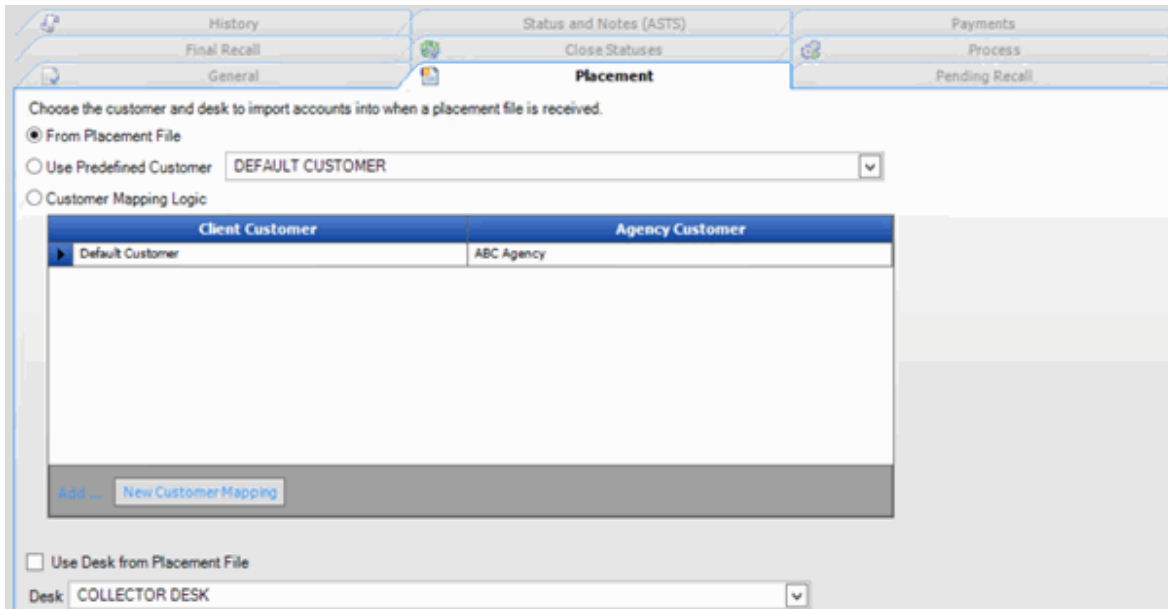 History Status and Notes (ASTS) Payments
Final Recall Close Statuses Process
General Placement Pending Recall
Choose the customer and desk to import accounts into when a placement file is received.
From Placement File
Use Predefined Customer DEFAULT CUSTOMER
Customer Mapping Logic
Client Customer Agency Customer
Default Customer ABC Agency
Add ... New Customer Mapping
Use Desk from Placement File
Desk COLLECTOR DESK